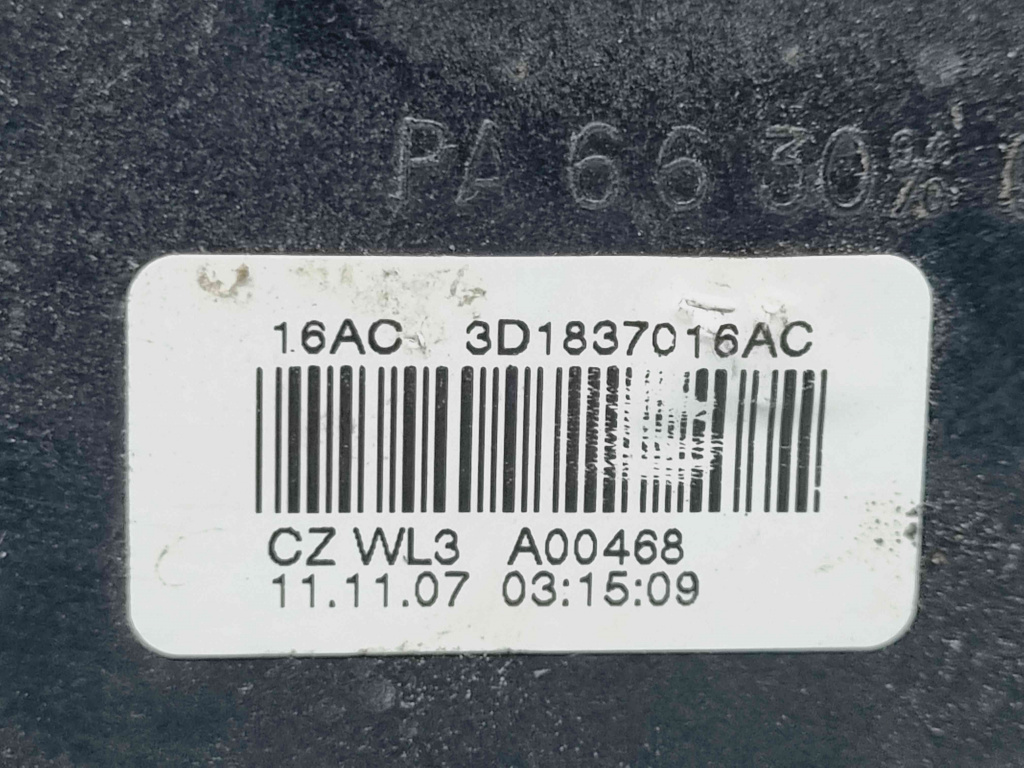 PA 66 30%
16AC 3D1837016AC
CZ WL3 A00468
11.11.07 03:15:09